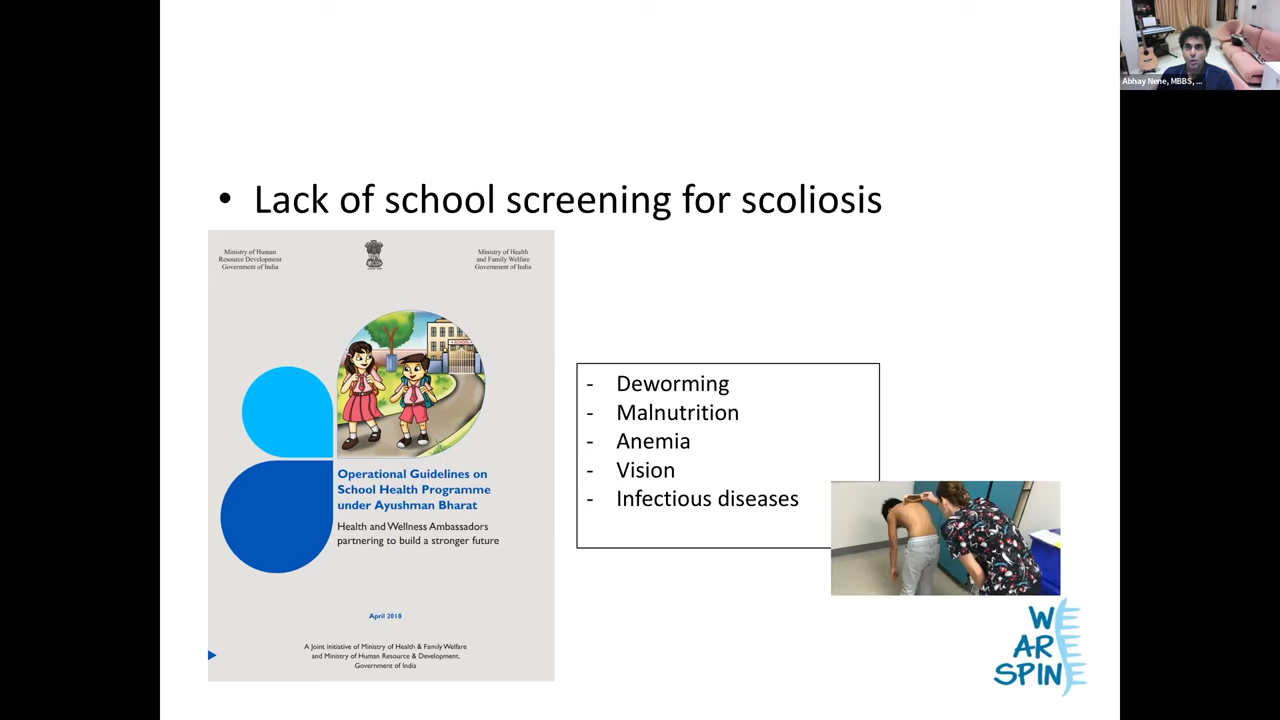 Abhay Nene, MBBS, ...
• Lack of school screening for scoliosis
Ministry of Human
Resource Development
Government of India
Ministry of Health
and Family Welfare
Government of India
SCHOOL
Operational Guidelines on
School Health Programme
under Ayushman Bharat
Health and Wellness Ambassadors
partnering to build a stronger future
April 2018
A Joint initiative of Ministry of Health & Family Welfare
and Ministry of Human Resource & Development,
Government of India
- Deworming
- Malnutrition
- Anemia
- Vision
- Infectious diseases
WE
AR
SPINE